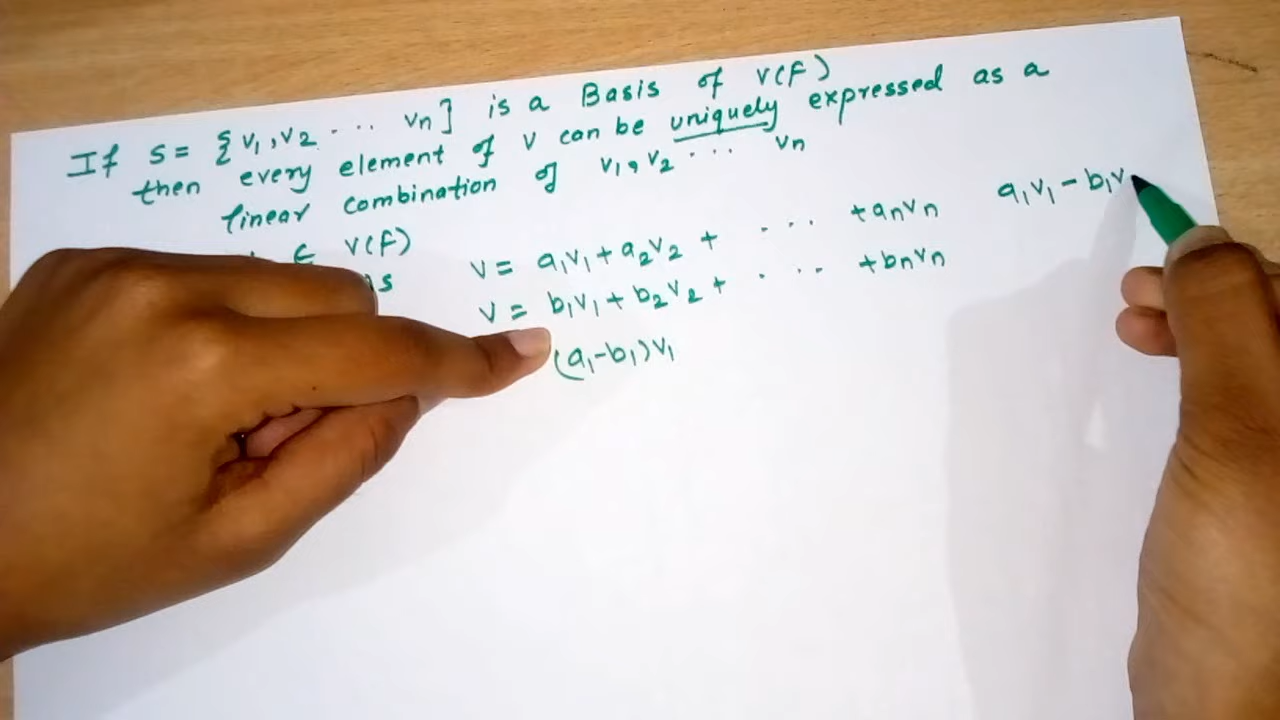 If S = {v1, v2 ... vn} is a Basis of V(F)
then every element of V can be uniquely expressed as a
linear combination of v1, v2 ... vn
∈ V(F)
v = a1v1 + a2v2 + ... + anvn
v = b1v1 + b2v2 + ... + bnvn
(a1-b1)v1
a1v1 - b1v